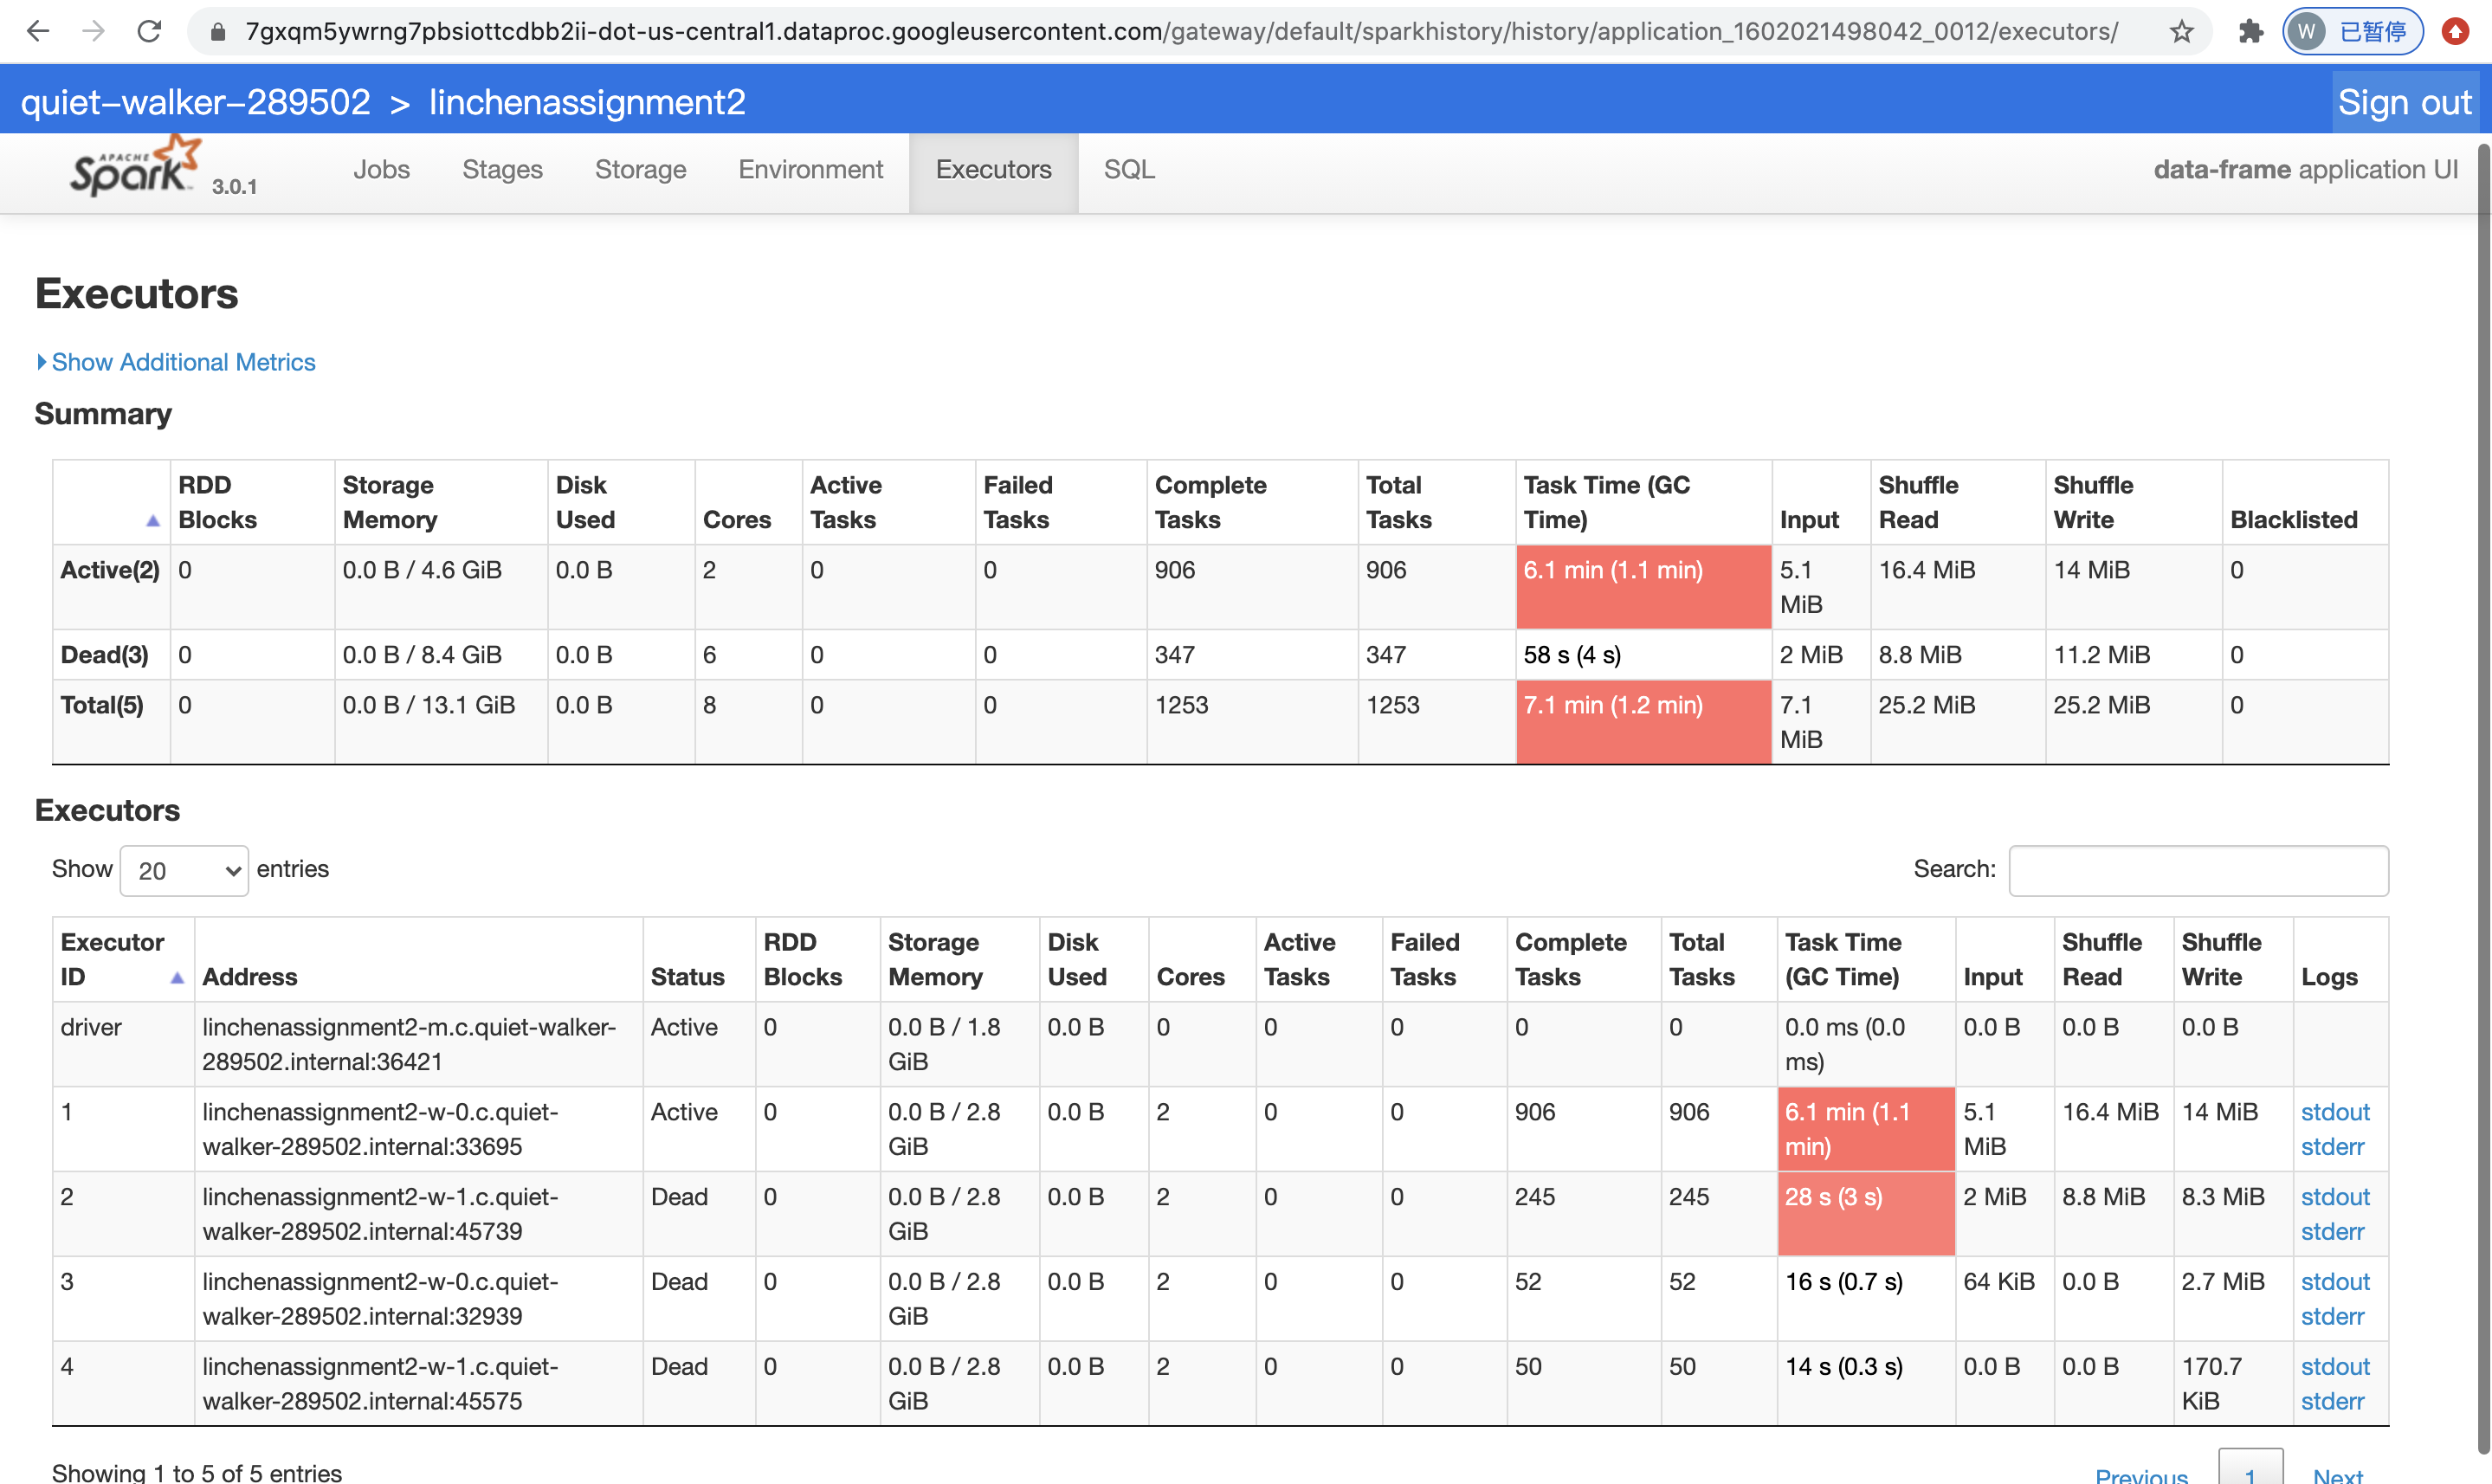 7gxqm5ywrng7pbsiottcdbb2ii-dot-us-central1.dataproc.googleusercontent.com/gateway/default/sparkhistory/history/application_1602021498042_0012/executors/ W 已暂停
quiet-walker-289502 > linchenassignment2 Sign out
APACHE Spark 3.0.1 Jobs Stages Storage Environment Executors SQL data-frame application UI
Executors
Show Additional Metrics
Summary
RDD Blocks Storage Memory Disk Used Cores Active Tasks Failed Tasks Complete Tasks Total Tasks Task Time (GC Time) Input Shuffle Read Shuffle Write Blacklisted
Active(2) 0 0.0 B / 4.6 GiB 0.0 B 2 0 0 906 906 6.1 min (1.1 min) 5.1 MiB 16.4 MiB 14 MiB 0
Dead(3) 0 0.0 B / 8.4 GiB 0.0 B 6 0 0 347 347 58 s (4 s) 2 MiB 8.8 MiB 11.2 MiB 0
Total(5) 0 0.0 B / 13.1 GiB 0.0 B 8 0 0 1253 1253 7.1 min (1.2 min) 7.1 MiB 25.2 MiB 25.2 MiB 0
Executors
Show 20 entries Search:
Executor ID Address Status RDD Blocks Storage Memory Disk Used Cores Active Tasks Failed Tasks Complete Tasks Total Tasks Task Time (GC Time) Input Shuffle Read Shuffle Write Logs
driver linchenassignment2-m.c.quiet-walker-289502.internal:36421 Active 0 0.0 B / 1.8 GiB 0.0 B 0 0 0 0 0 0.0 ms (0.0 ms) 0.0 B 0.0 B 0.0 B
1 linchenassignment2-w-0.c.quiet-walker-289502.internal:33695 Active 0 0.0 B / 2.8 GiB 0.0 B 2 0 0 906 906 6.1 min (1.1 min) 5.1 MiB 16.4 MiB 14 MiB stdout stderr
2 linchenassignment2-w-1.c.quiet-walker-289502.internal:45739 Dead 0 0.0 B / 2.8 GiB 0.0 B 2 0 0 245 245 28 s (3 s) 2 MiB 8.8 MiB 8.3 MiB stdout stderr
3 linchenassignment2-w-0.c.quiet-walker-289502.internal:32939 Dead 0 0.0 B / 2.8 GiB 0.0 B 2 0 0 52 52 16 s (0.7 s) 64 KiB 0.0 B 2.7 MiB stdout stderr
4 linchenassignment2-w-1.c.quiet-walker-289502.internal:45575 Dead 0 0.0 B / 2.8 GiB 0.0 B 2 0 0 50 50 14 s (0.3 s) 0.0 B 0.0 B 170.7 KiB stdout stderr
Showing 1 to 5 of 5 entries Previous 1 Next